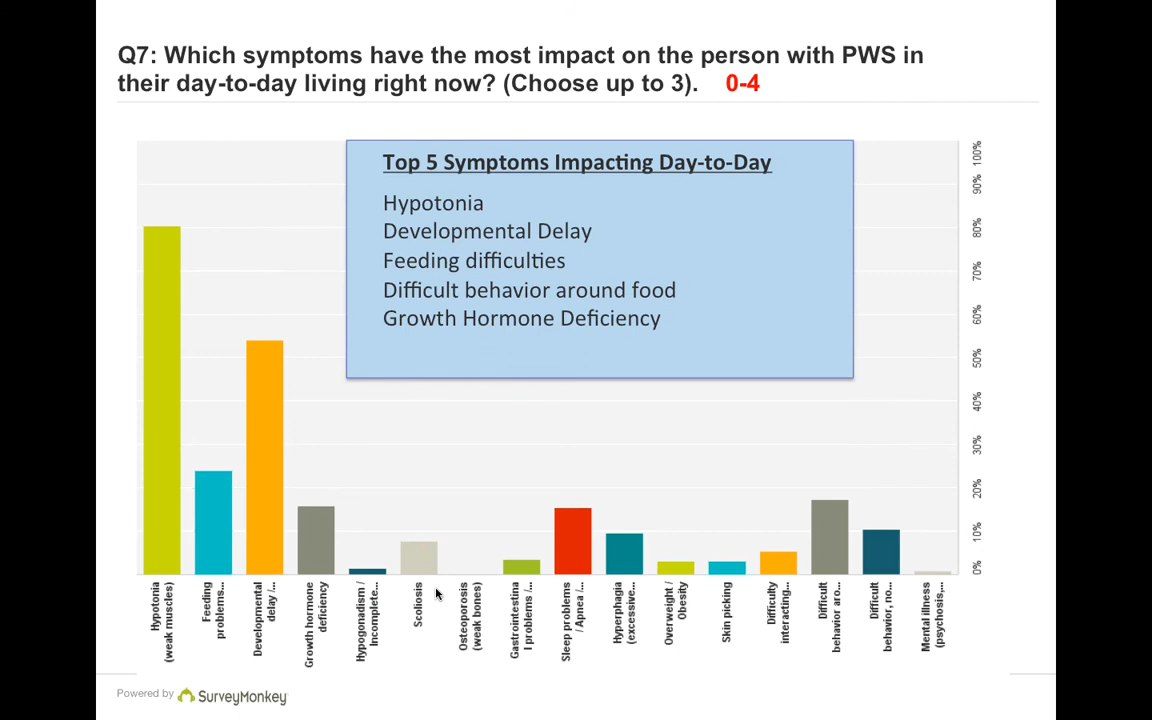 Q7: Which symptoms have the most impact on the person with PWS in
their day-to-day living right now? (Choose up to 3). 0-4
Top 5 Symptoms Impacting Day-to-Day
Hypotonia
Developmental Delay
Feeding difficulties
Difficult behavior around food
Growth Hormone Deficiency
100%
90%
80%
70%
60%
50%
40%
30%
20%
10%
0%
Hypotonia
(weak muscles)
Feeding
problems...
Developmental
delay /...
Growth hormone
deficiency
Hypogonadism /
Incomplete...
Scoliosis
Osteoporosis
(weak bones)
Gastrointestina
l problems /...
Sleep problems
/ Apnea /...
Hyperphagia
(excessive...
Overweight /
Obesity
Skin picking
Difficulty
interacting...
Difficult
behavior aro...
Difficult
behavior, no...
Mental illness
(psychosis,...
Powered by SurveyMonkey